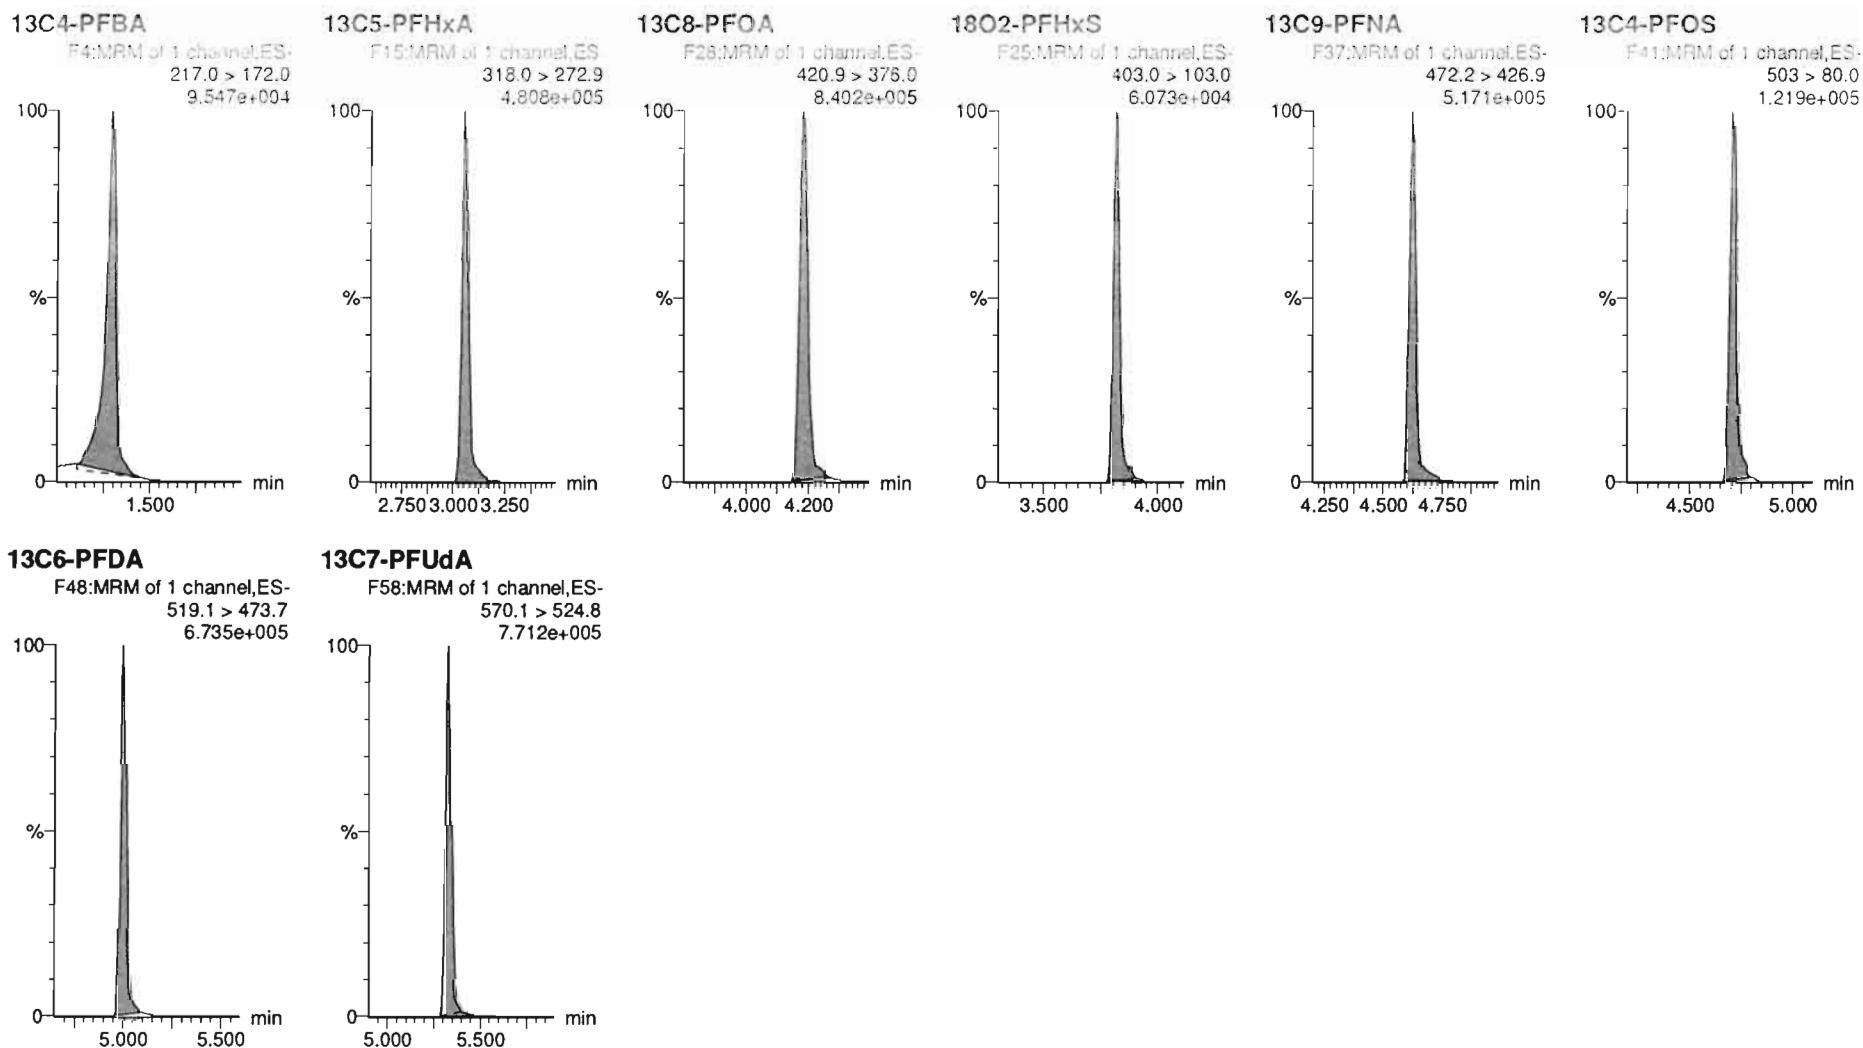 13C4-PFBA
F4:MRM of 1 channel,ES-
217.0 > 172.0
9.547e+004
100
%
0
min
1.500
13C5-PFHxA
F15:MRM of 1 channel,ES-
318.0 > 272.9
4.808e+005
100
%
0
min
2.750 3.000 3.250
13C8-PFOA
F28:MRM of 1 channel,ES-
420.9 > 376.0
8.402e+005
100
%
0
min
4.000 4.200
18O2-PFHxS
F25:MRM of 1 channel,ES-
403.0 > 103.0
6.073e+004
100
%
0
min
3.500 4.000
13C9-PFNA
F37:MRM of 1 channel,ES-
472.2 > 426.9
5.171e+005
100
%
0
min
4.250 4.500 4.750
13C4-PFOS
F41:MRM of 1 channel,ES-
503 > 80.0
1.219e+005
100
%
0
min
4.500 5.000
13C6-PFDA
F48:MRM of 1 channel,ES-
519.1 > 473.7
6.735e+005
100
%
0
min
5.000 5.500
13C7-PFUdA
F58:MRM of 1 channel,ES-
570.1 > 524.8
7.712e+005
100
%
0
min
5.000 5.500